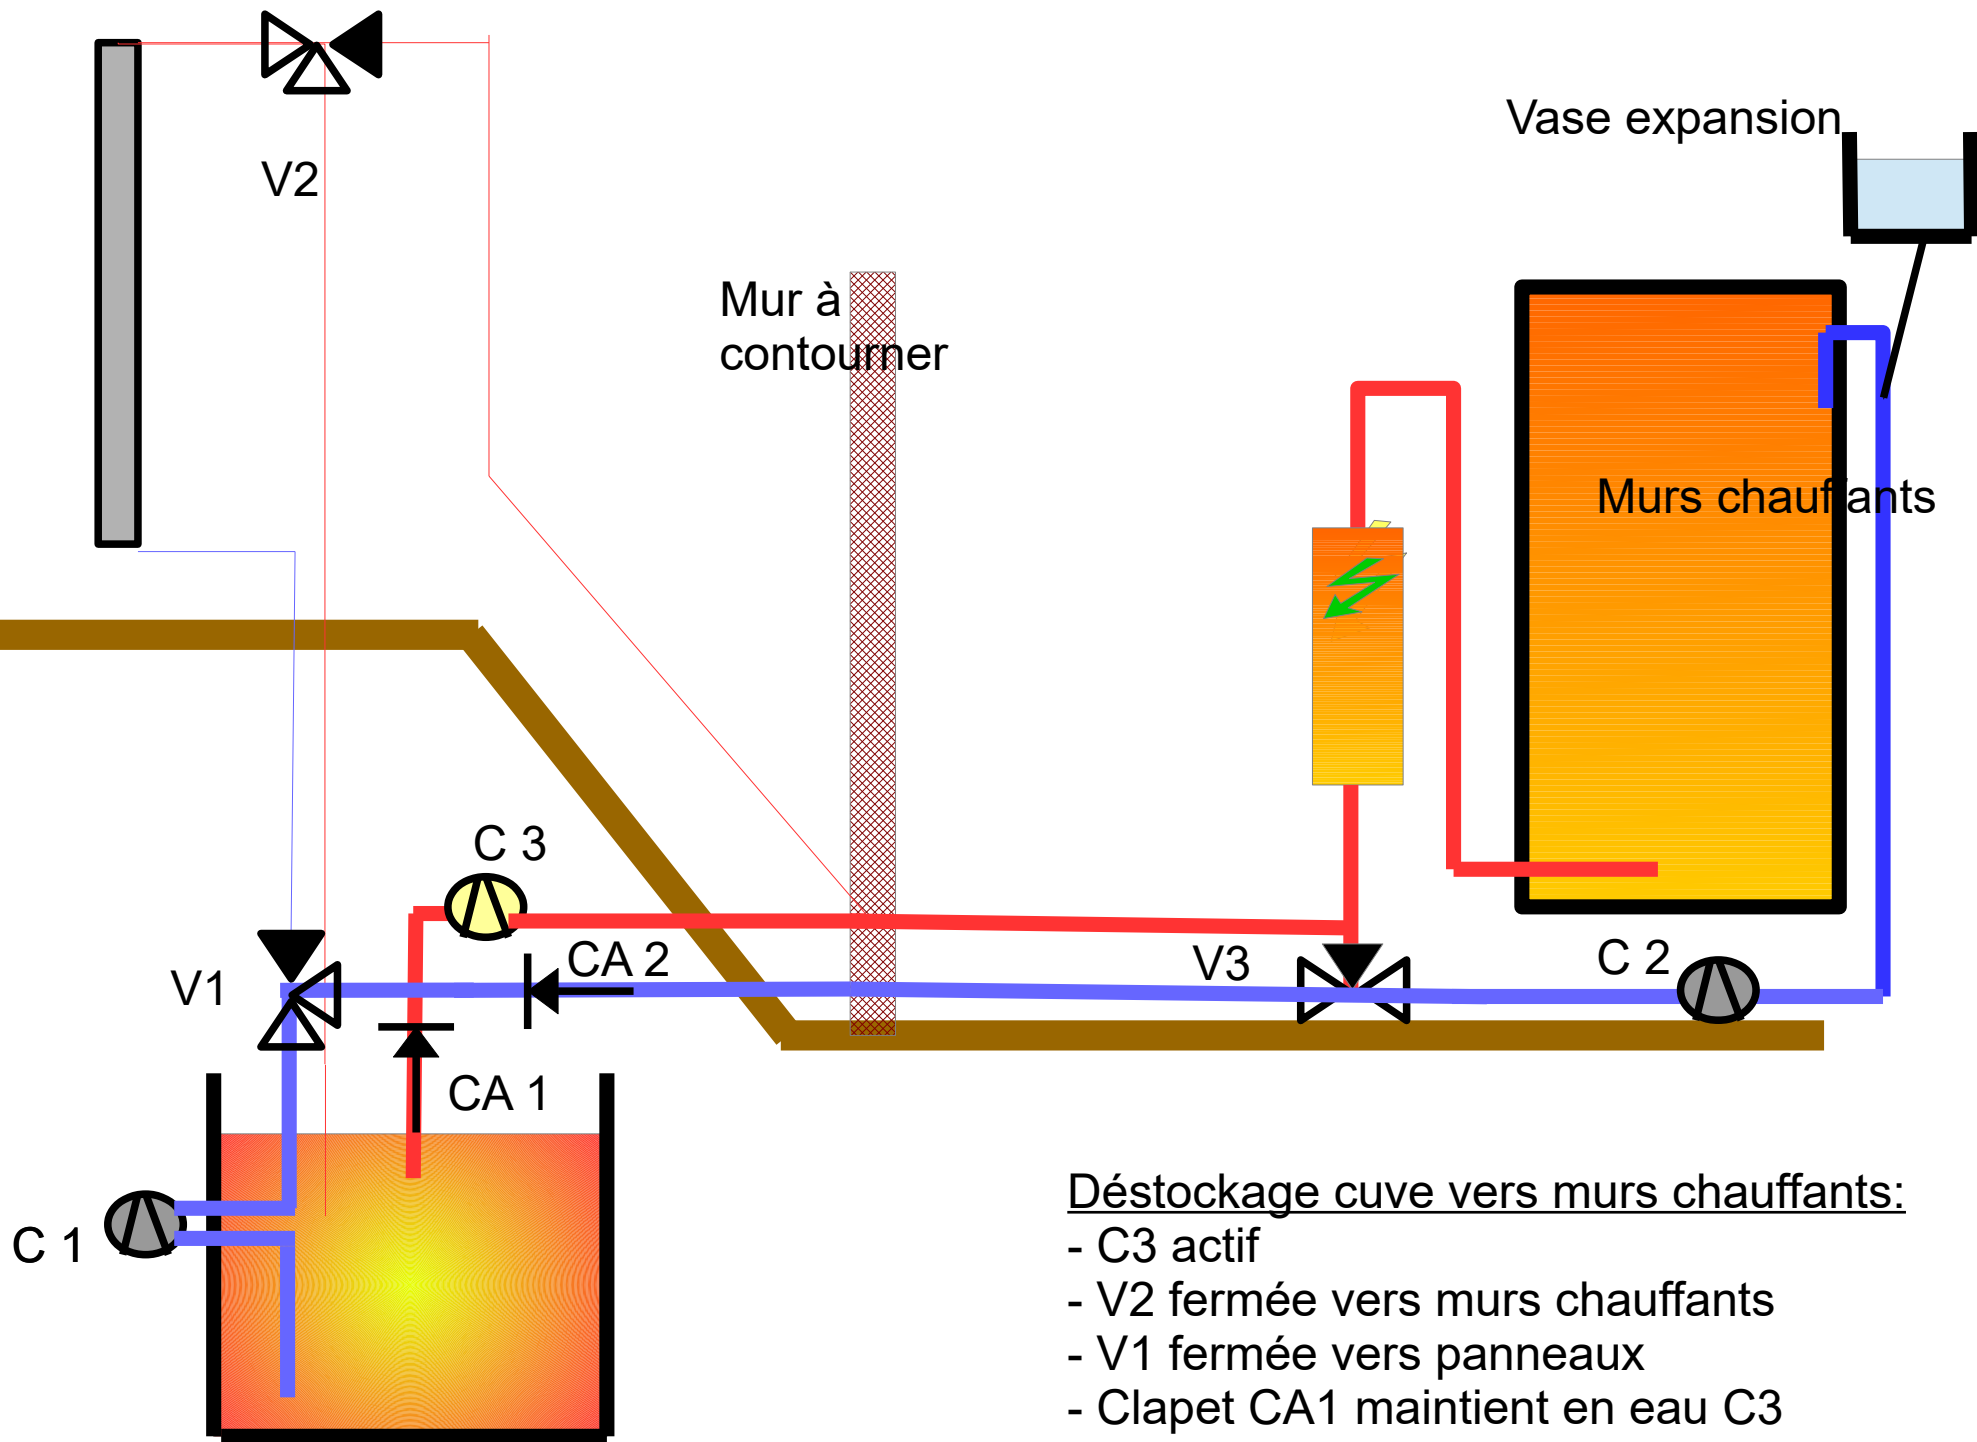 V2
Vase expansion
Mur à
contourner
Murs chauffants
C 3
CA 2
V3
C 2
V1
CA 1
C 1
Déstockage cuve vers murs chauffants:
- C3 actif
- V2 fermée vers murs chauffants
- V1 fermée vers panneaux
- Clapet CA1 maintient en eau C3